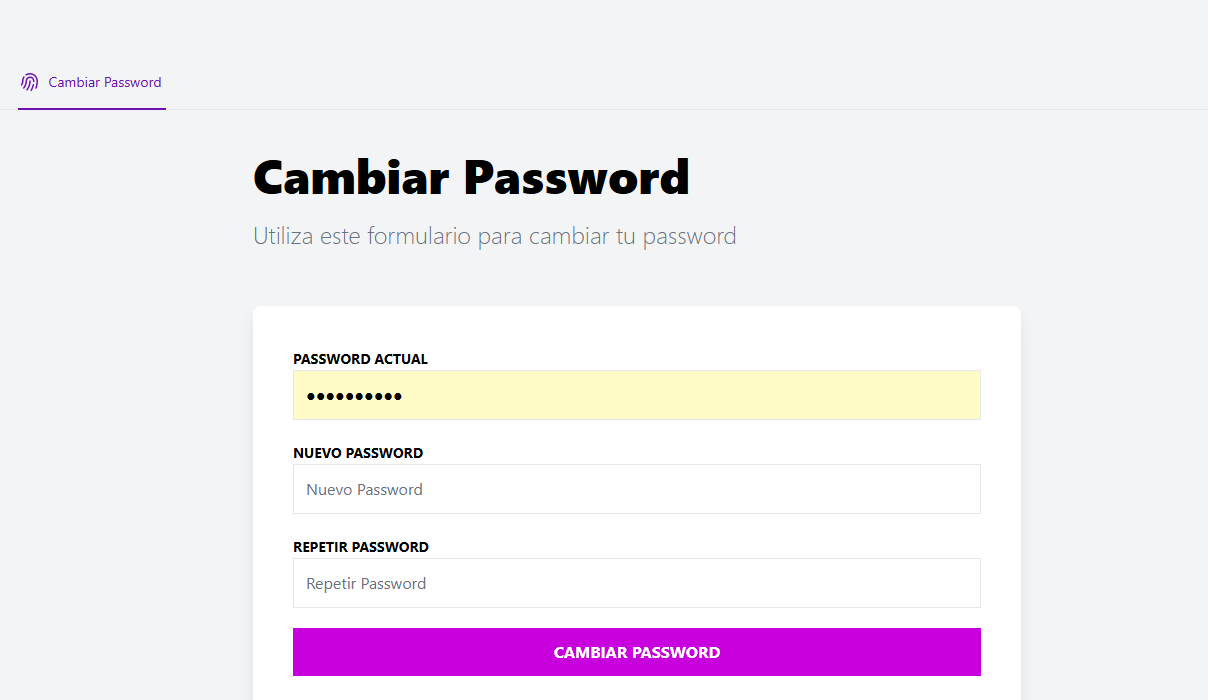 Cambiar Password
Cambiar Password
Utiliza este formulario para cambiar tu password
PASSWORD ACTUAL
••••••••••
NUEVO PASSWORD
Nuevo Password
REPETIR PASSWORD
Repetir Password
CAMBIAR PASSWORD